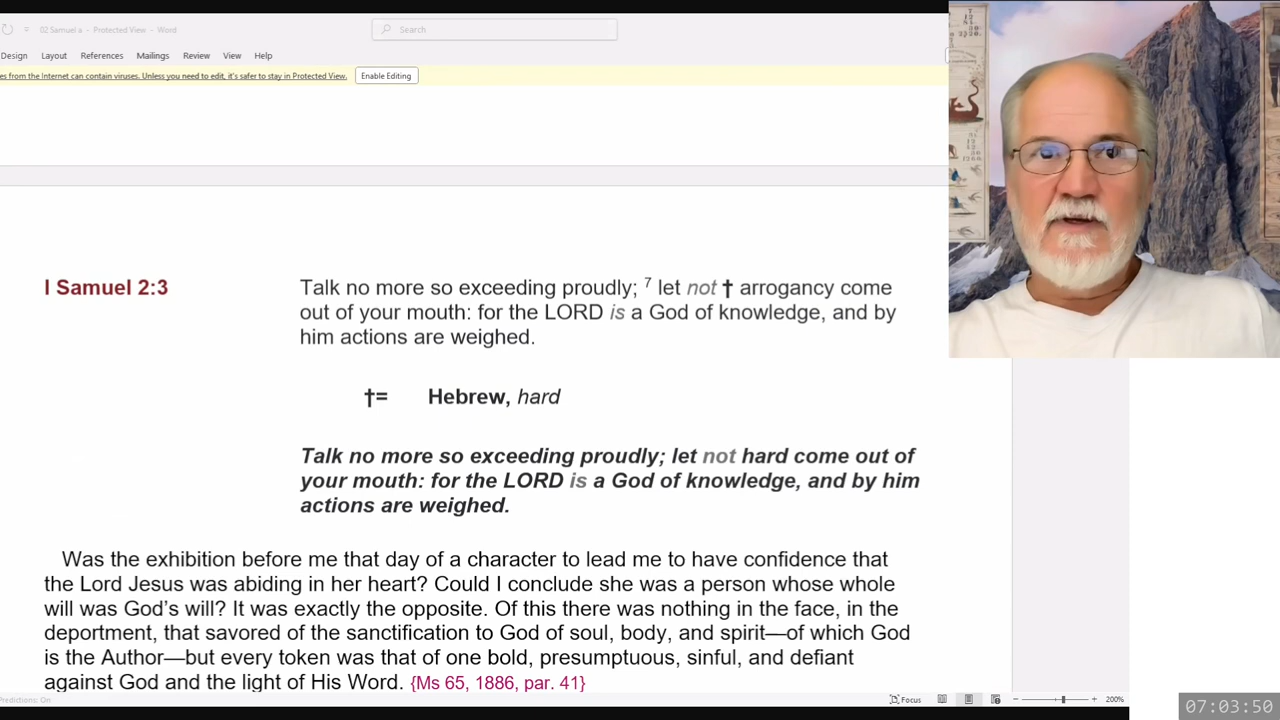 02 Samuel a - Protected View - Word
Search
Design Layout References Mailings Review View Help
es from the Internet can contain viruses. Unless you need to edit, it's safer to stay in Protected View. Enable Editing
I Samuel 2:3
Talk no more so exceeding proudly; 7 let not † arrogancy come
out of your mouth: for the LORD is a God of knowledge, and by
him actions are weighed.
†= Hebrew, hard
Talk no more so exceeding proudly; let not hard come out of
your mouth: for the LORD is a God of knowledge, and by him
actions are weighed.
Was the exhibition before me that day of a character to lead me to have confidence that
the Lord Jesus was abiding in her heart? Could I conclude she was a person whose whole
will was God's will? It was exactly the opposite. Of this there was nothing in the face, in the
deportment, that savored of the sanctification to God of soul, body, and spirit—of which God
is the Author—but every token was that of one bold, presumptuous, sinful, and defiant
against God and the light of His Word. {Ms 65, 1886, par. 41}
Predictions: On
Focus
200%
07:03:50